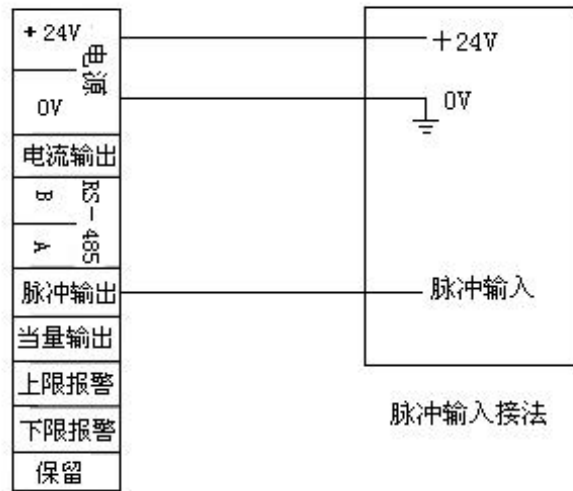 +24V
电源
0V
电流输出
B
A
RS-485
脉冲输出
当量输出
上限报警
下限报警
保留
+24V
0V
脉冲输入
脉冲输入接法